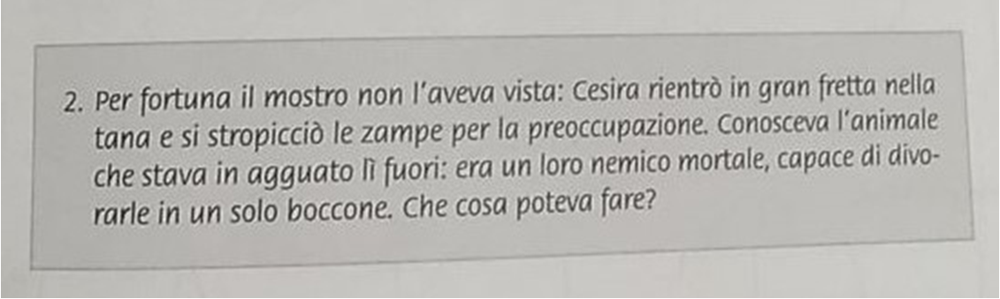 2. Per fortuna il mostro non l'aveva vista: Cesira rientrò in gran fretta nella
tana e si stropicciò le zampe per la preoccupazione. Conosceva l'animale
che stava in agguato lì fuori: era un loro nemico mortale, capace di divo-
rarle in un solo boccone. Che cosa poteva fare?